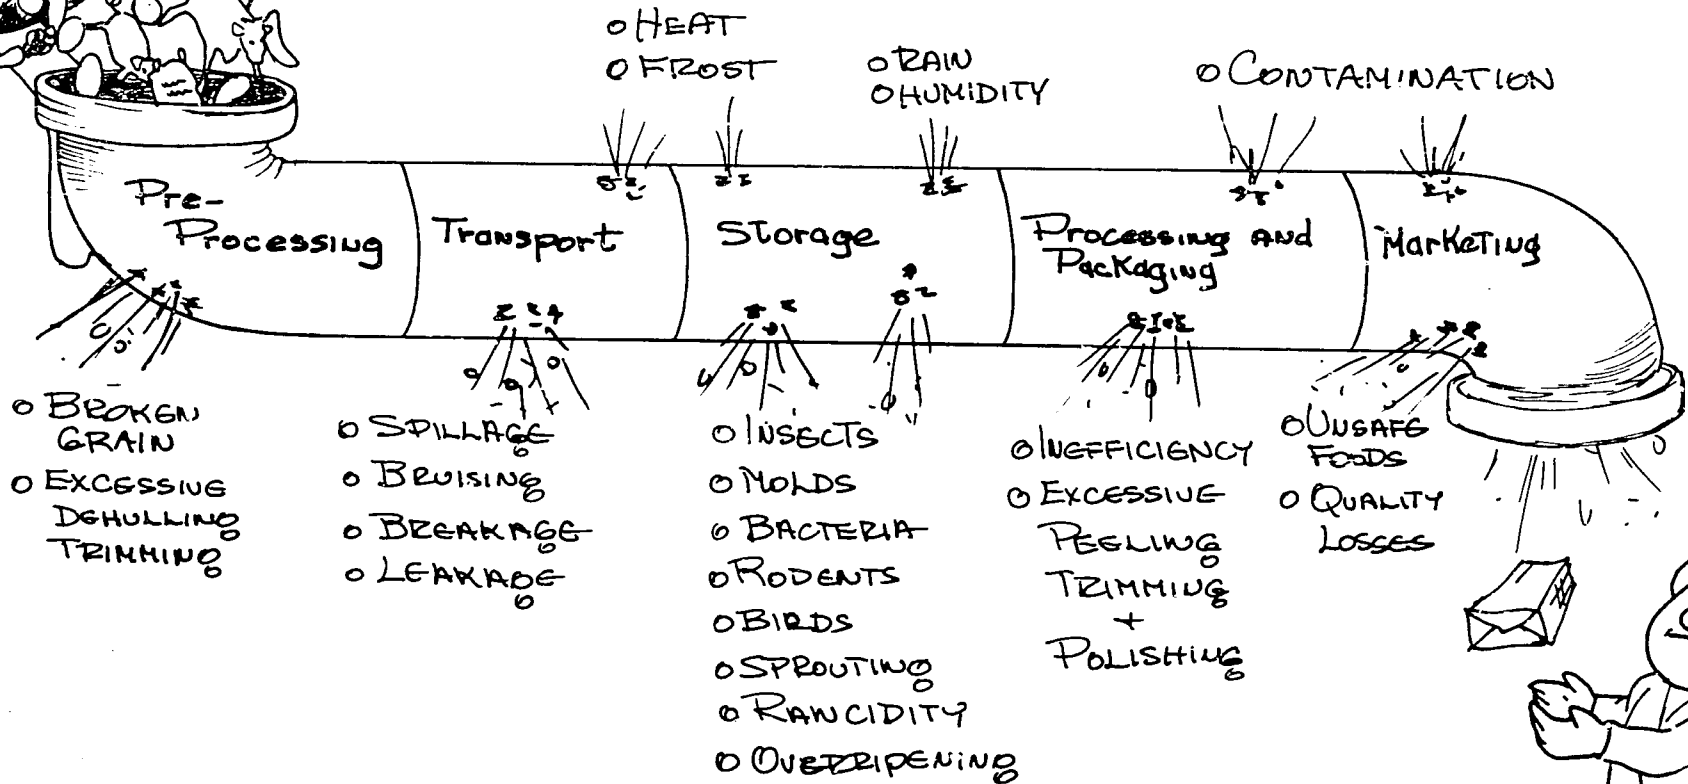 o HEAT
o FROST
o RAIN
o HUMIDITY
o CONTAMINATION
Pre-
Processing
Transport
Storage
Processing AND
Packaging
Marketing
o BROKEN
GRAIN
o EXCESSIVE
DEHULLING
TRIMMING
o SPILLAGE
o BRUISING
o BREAKAGE
o LEAKAGE
o INSECTS
o MOLDS
o BACTERIA
o RODENTS
o BIRDS
o SPROUTING
o RANCIDITY
o OVERRIPENING
o INEFFICIENCY
o EXCESSIVE
PEELING
TRIMMING
+
POLISHING
o UNSAFE
FOODS
o QUALITY
LOSSES